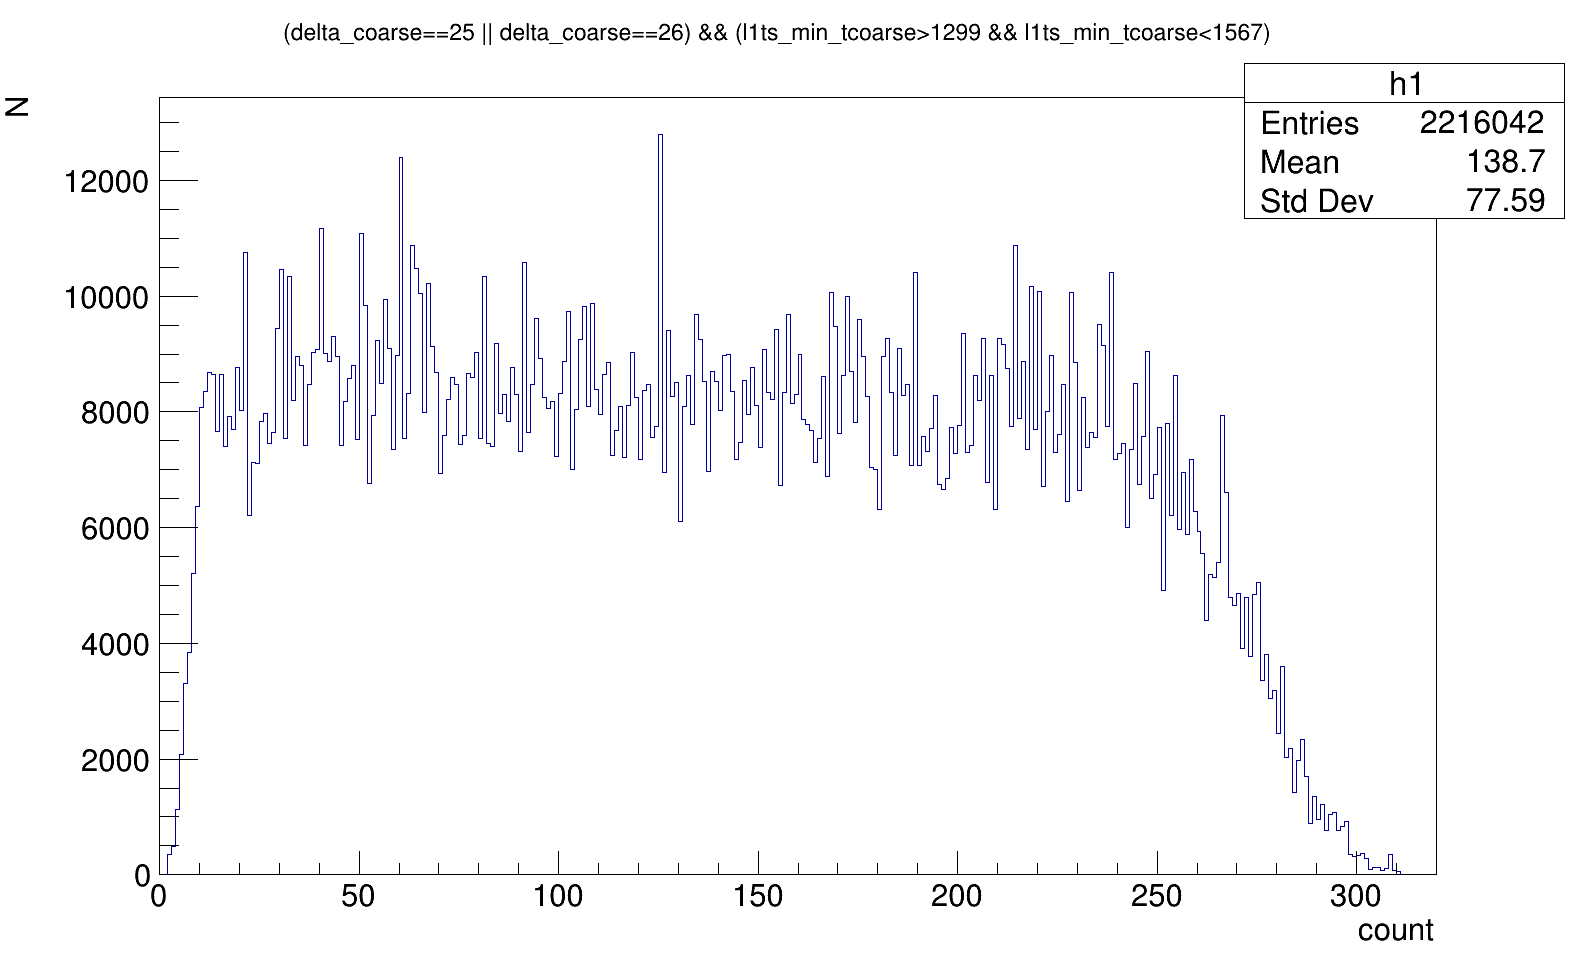 (delta_coarse==25 || delta_coarse==26) && (l1ts_min_tcoarse>1299 && l1ts_min_tcoarse<1567)
h1
Entries 2216042
Mean 138.7
Std Dev 77.59
N
12000
10000
8000
6000
4000
2000
0
0 50 100 150 200 250 300
count